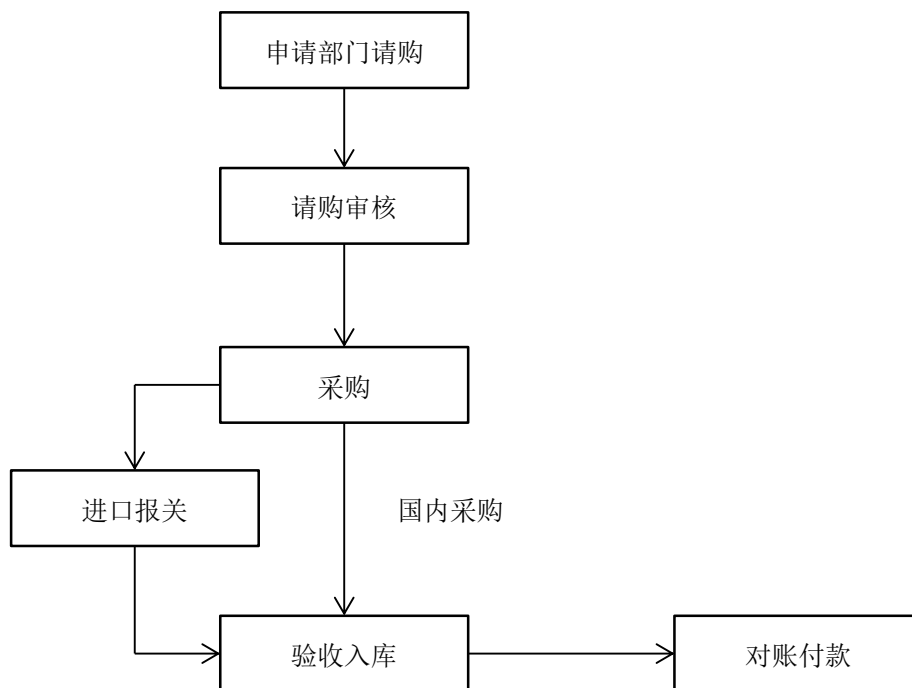 申请部门请购
请购审核
采购
进口报关
国内采购
验收入库
对账付款